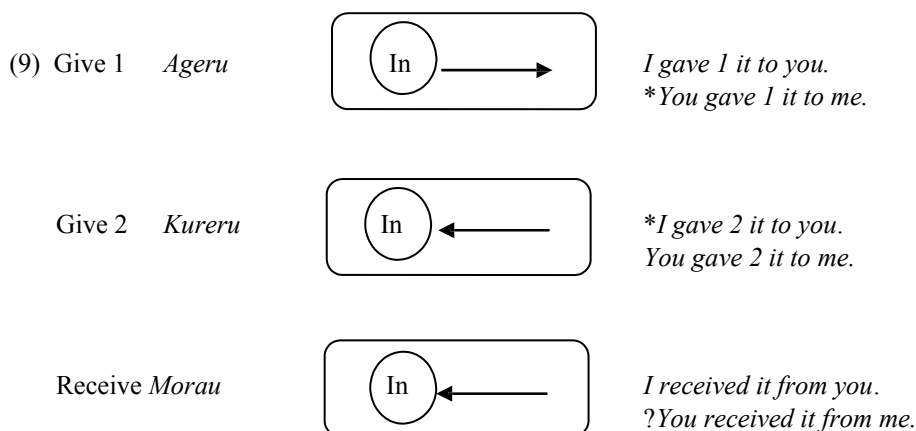 (9) Give 1 Ageru In I gave 1 it to you.
*You gave 1 it to me.
Give 2 Kureru In *I gave 2 it to you.
You gave 2 it to me.
Receive Morau In I received it from you.
?You received it from me.